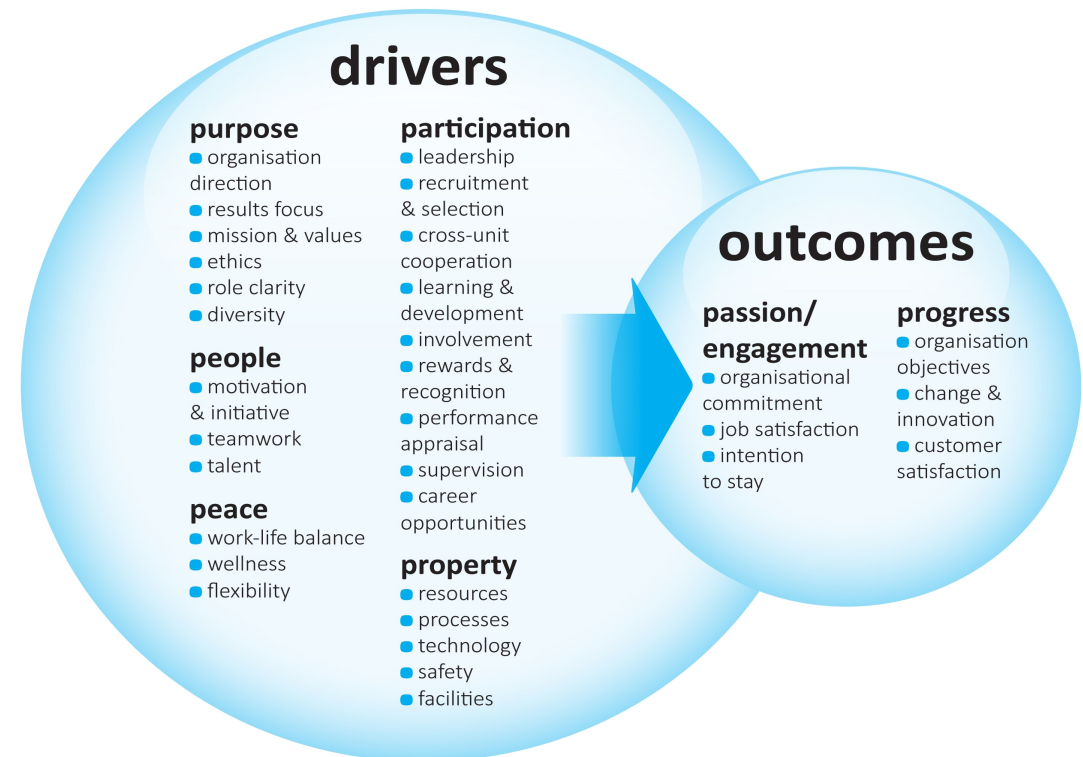 drivers
purpose
organisation
direction
results focus
mission & values
ethics
role clarity
diversity
people
motivation
& initiative
teamwork
talent
peace
work-life balance
wellness
flexibility
participation
leadership
recruitment
& selection
cross-unit
cooperation
learning &
development
involvement
rewards &
recognition
performance
appraisal
supervision
career
opportunities
property
resources
processes
technology
safety
facilities
outcomes
passion/
engagement
organisational
commitment
job satisfaction
intention
to stay
progress
organisation
objectives
change &
innovation
customer
satisfaction